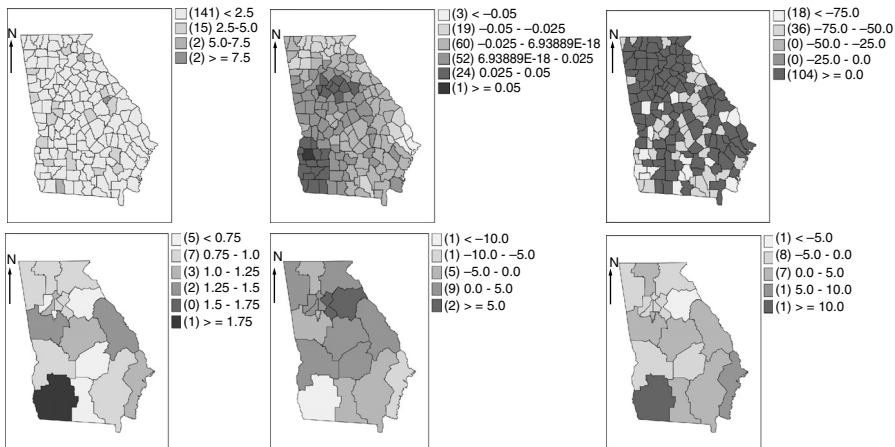 N
(141) < 2.5
(15) 2.5-5.0
(2) 5.0-7.5
(2) > = 7.5
N
(3) < –0.05
(19) –0.05 - –0.025
(60) –0.025 - 6.93889E-18
(52) 6.93889E-18 - 0.025
(24) 0.025 - 0.05
(1) > = 0.05
N
(18) < –75.0
(36) –75.0 - –50.0
(0) –50.0 - –25.0
(0) –25.0 - 0.0
(104) > = 0.0
N
(5) < 0.75
(7) 0.75 - 1.0
(3) 1.0 - 1.25
(2) 1.25 - 1.5
(0) 1.5 - 1.75
(1) > = 1.75
N
(1) < –10.0
(1) –10.0 - –5.0
(5) –5.0 - 0.0
(9) 0.0 - 5.0
(2) > = 5.0
N
(1) < –5.0
(8) –5.0 - 0.0
(7) 0.0 - 5.0
(1) 5.0 - 10.0
(1) > = 10.0